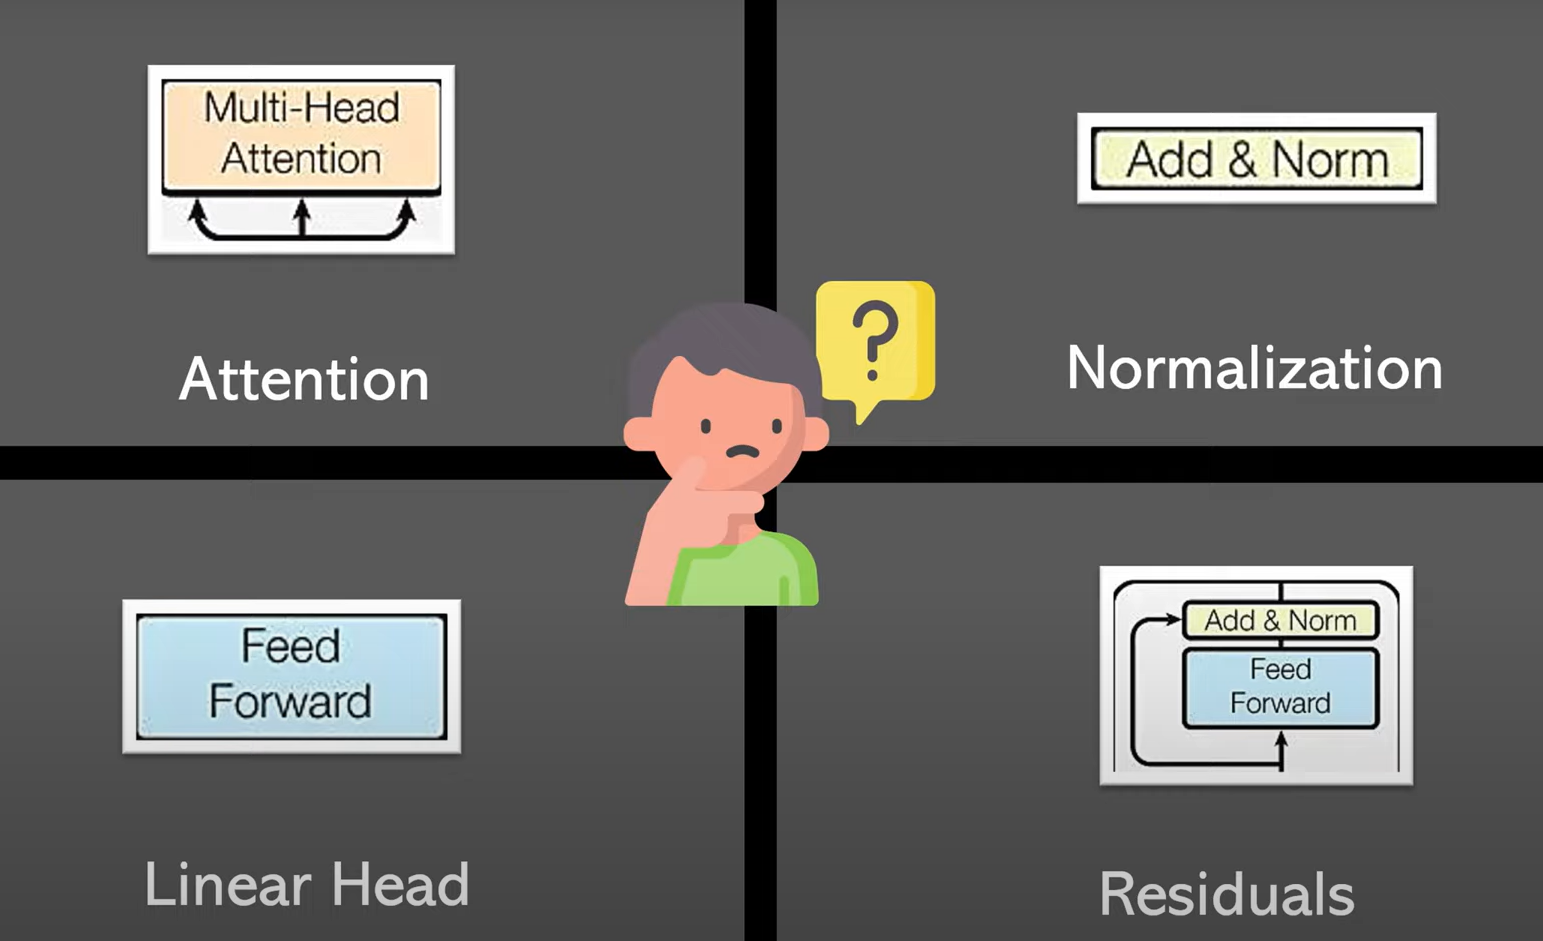 Multi-Head
Attention
Attention
Add & Norm
Normalization
?
Feed
Forward
Linear Head
Add & Norm
Feed
Forward
Residuals